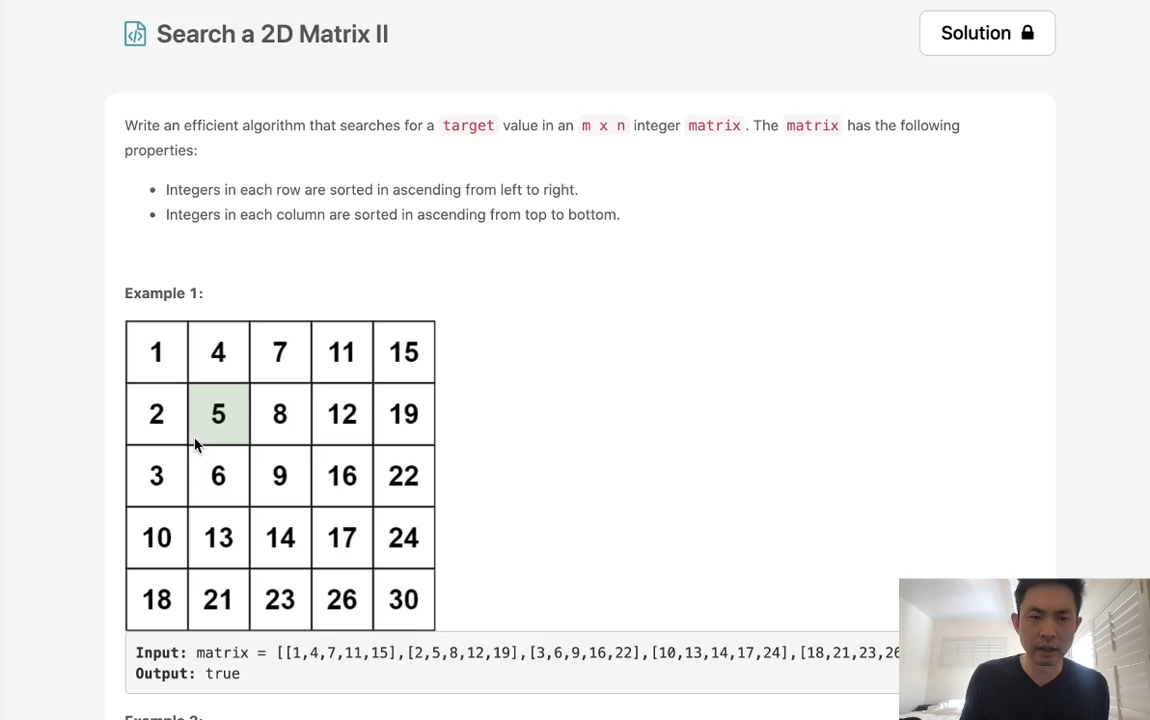 Search a 2D Matrix II
Solution
Write an efficient algorithm that searches for a target value in an m x n integer matrix. The matrix has the following
properties:
• Integers in each row are sorted in ascending from left to right.
• Integers in each column are sorted in ascending from top to bottom.
Example 1:
1 4 7 11 15
2 5 8 12 19
3 6 9 16 22
10 13 14 17 24
18 21 23 26 30
Input: matrix = [[1,4,7,11,15],[2,5,8,12,19],[3,6,9,16,22],[10,13,14,17,24],[18,21,23,26
Output: true